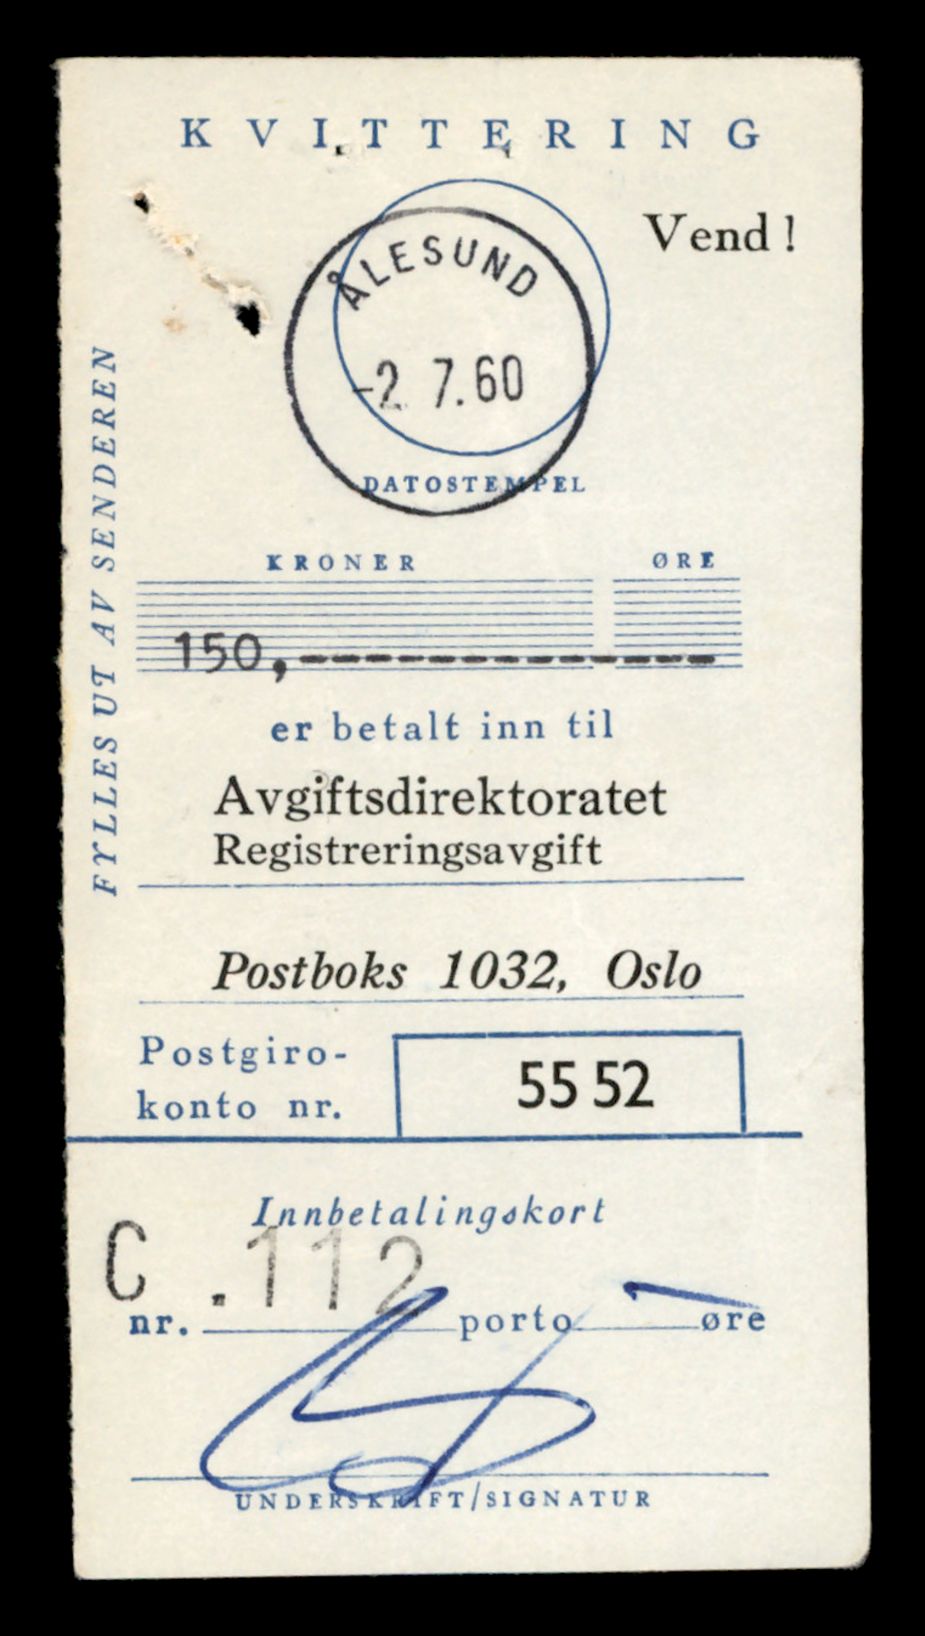 KVITTERING
Vend!
ÅLESUND
-2. 7.60
DATOSTEMPEL
FYLLES UT AV SENDEREN
KRONER ØRE
150,-------------
er betalt inn til
Avgiftsdirektoratet
Registreringsavgift
Postboks 1032, Oslo
Postgiro-
konto nr. 55 52
Innbetalingskort
C .112
nr. porto øre
UNDERSKRIFT/SIGNATUR